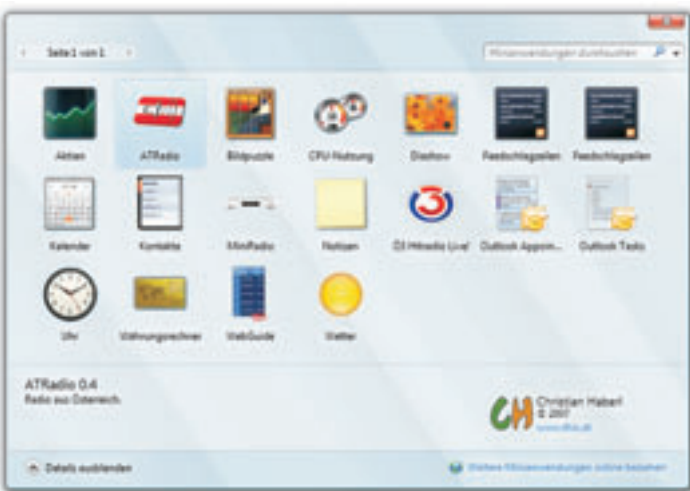 Seite 1 von 1
Minianwendungen durchsuchen
Aktien
ATRadio
Bildpuzzle
CPU-Nutzung
Diashow
Feedschlagzeilen
Feedschlagzeilen
Kalender
Kontakte
MiniRadio
Notizen
Ö3 Hitradio Live!
Outlook Appoin...
Outlook Tasks
Uhr
Währungsrechner
WebGuide
Wetter
ATRadio 0.4
Radio aus Österreich.
CH
Christian Haberl
© 2007
Details ausblenden
Weitere Minianwendungen online beziehen